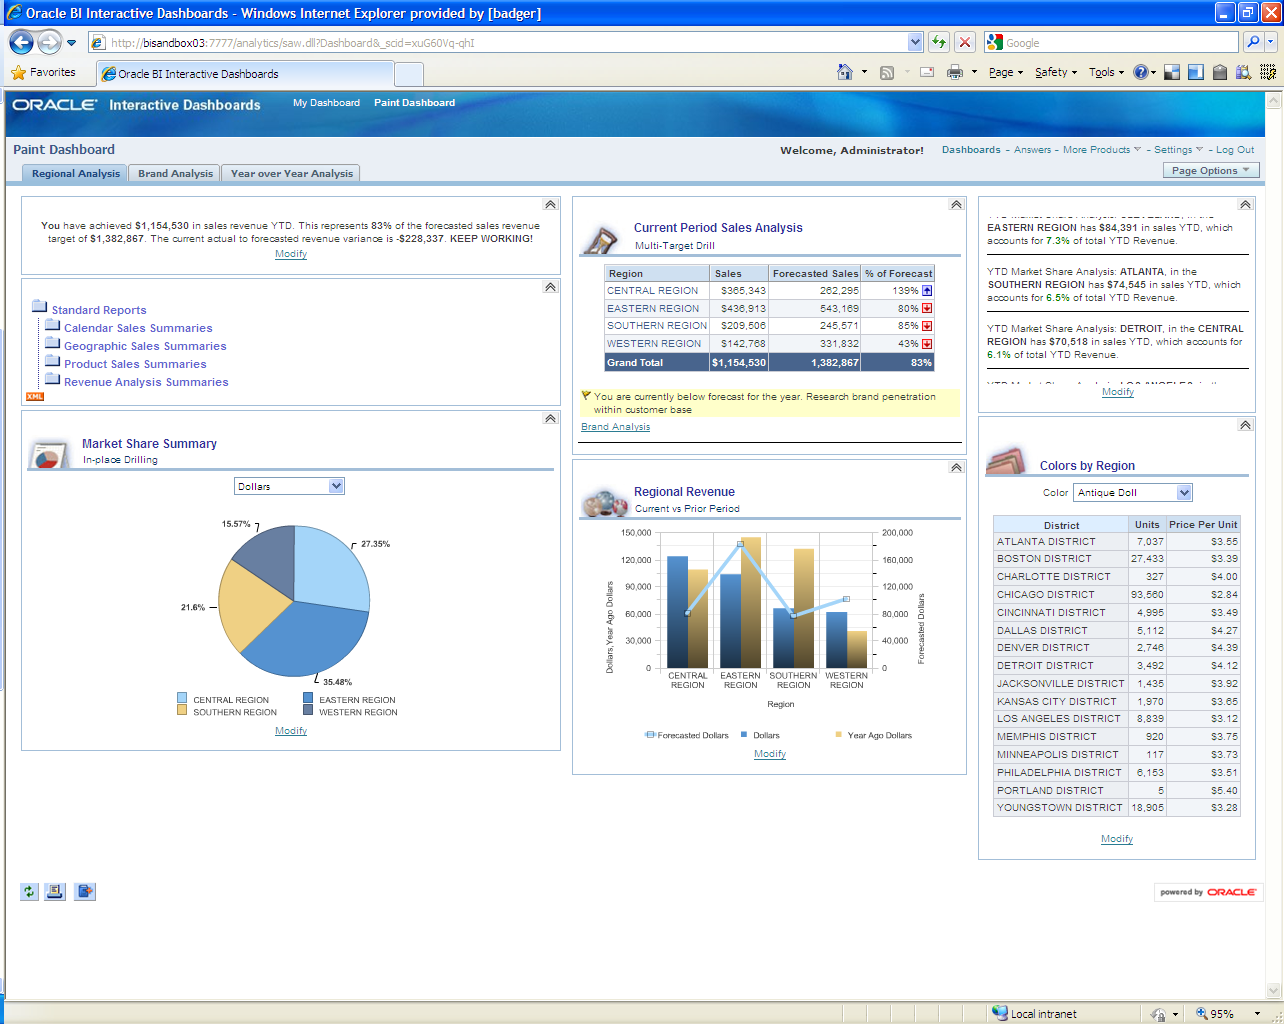 Oracle BI Interactive Dashboards - Windows Internet Explorer provided by [badger]
http://bisandbox03:7777/analytics/saw.dll?Dashboard&_scid=xuG60Vq-qhI
Google
Favorites
Oracle BI Interactive Dashboards
Page
Safety
Tools
ORACLE Interactive Dashboards
My Dashboard
Paint Dashboard
Paint Dashboard
Welcome, Administrator!
Dashboards - Answers - More Products - Settings - Log Out
Regional Analysis
Brand Analysis
Year over Year Analysis
Page Options
You have achieved $1,154,530 in sales revenue YTD. This represents 83% of the forecasted sales revenue
target of $1,382,867. The current actual to forecasted revenue variance is -$228,337. KEEP WORKING!
Modify
Standard Reports
Calendar Sales Summaries
Geographic Sales Summaries
Product Sales Summaries
Revenue Analysis Summaries
XML
Market Share Summary
In-place Drilling
Dollars
15.57%
27.35%
21.6%
35.48%
CENTRAL REGION
EASTERN REGION
SOUTHERN REGION
WESTERN REGION
Modify
Current Period Sales Analysis
Multi-Target Drill
Region Sales Forecasted Sales % of Forecast
CENTRAL REGION $365,343 262,295 139%
EASTERN REGION $436,913 543,169 80%
SOUTHERN REGION $209,506 245,571 85%
WESTERN REGION $142,768 331,832 43%
Grand Total $1,154,530 1,382,867 83%
You are currently below forecast for the year. Research brand penetration
within customer base
Brand Analysis
Regional Revenue
Current vs Prior Period
150,000
120,000
90,000
60,000
30,000
0
Dollars,Year Ago Dollars
200,000
160,000
120,000
80,000
40,000
0
Forecasted Dollars
CENTRAL REGION
EASTERN REGION
SOUTHERN REGION
WESTERN REGION
Region
Forecasted Dollars
Dollars
Year Ago Dollars
Modify
EASTERN REGION has $84,391 in sales YTD, which
accounts for 7.3% of total YTD Revenue.
YTD Market Share Analysis: ATLANTA, in the
SOUTHERN REGION has $74,545 in sales YTD, which
accounts for 6.5% of total YTD Revenue.
YTD Market Share Analysis: DETROIT, in the CENTRAL
REGION has $70,518 in sales YTD, which accounts for
6.1% of total YTD Revenue.
Modify
Colors by Region
Color Antique Doll
District Units Price Per Unit
ATLANTA DISTRICT 7,037 $3.55
BOSTON DISTRICT 27,433 $3.39
CHARLOTTE DISTRICT 327 $4.00
CHICAGO DISTRICT 93,560 $2.84
CINCINNATI DISTRICT 4,995 $3.49
DALLAS DISTRICT 5,112 $4.27
DENVER DISTRICT 2,746 $4.39
DETROIT DISTRICT 3,492 $4.12
JACKSONVILLE DISTRICT 1,435 $3.92
KANSAS CITY DISTRICT 1,970 $3.65
LOS ANGELES DISTRICT 8,839 $3.12
MEMPHIS DISTRICT 920 $3.75
MINNEAPOLIS DISTRICT 117 $3.73
PHILADELPHIA DISTRICT 6,153 $3.51
PORTLAND DISTRICT 5 $5.40
YOUNGSTOWN DISTRICT 18,905 $3.28
Modify
powered by ORACLE
Local intranet
95%